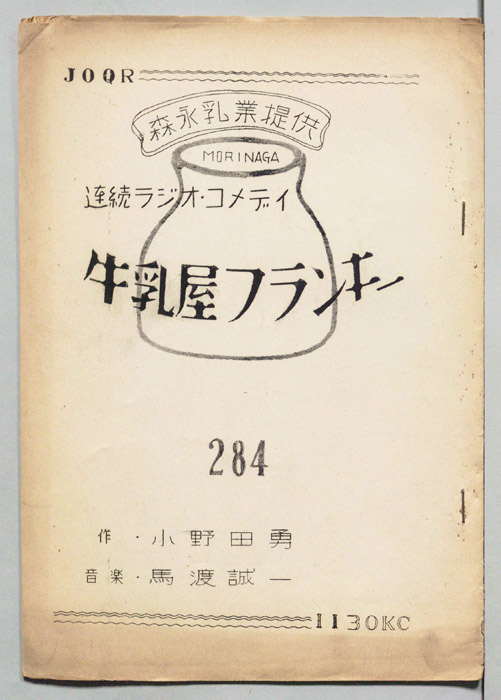 JOQR
森永乳業提供
MORINAGA
連続ラジオ・コメディ
牛乳屋フランキー
284
作・小野田勇
音楽・馬渡誠一
1130KC